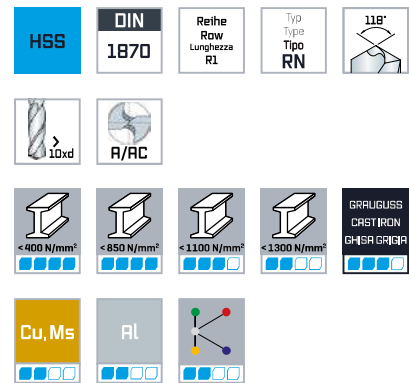 HSS
DIN
1870
Reihe
Row
Lunghezza
R1
Typ
Type
Tipo
RN
118°
>
10xd
A/AC
<400 N/mm²
<850 N/mm²
<1100 N/mm²
<1300 N/mm²
GRAUGUSS
CAST IRON
GHISA GRIGIA
Cu, Ms
Al